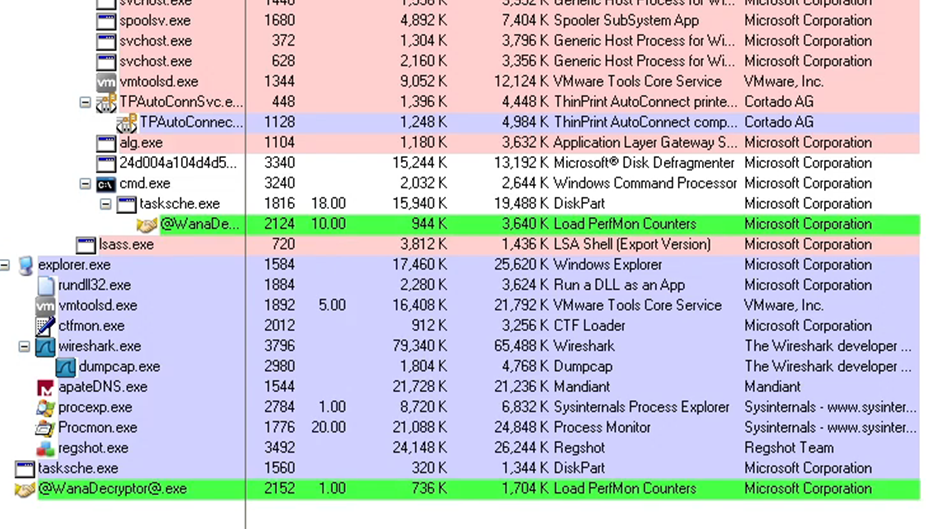 svchost.exe 1448 1,556 K 3,552 K Generic Host Process for Wi... Microsoft Corporation
spoolsv.exe 1680 4,892 K 7,404 K Spooler SubSystem App Microsoft Corporation
svchost.exe 372 1,304 K 3,796 K Generic Host Process for Wi... Microsoft Corporation
svchost.exe 628 2,160 K 3,356 K Generic Host Process for Wi... Microsoft Corporation
vmtoolsd.exe 1344 9,052 K 12,124 K VMware Tools Core Service VMware, Inc.
TPAutoConnSvc.e... 448 1,396 K 4,448 K ThinPrint AutoConnect printe... Cortado AG
TPAutoConnec... 1128 1,248 K 4,984 K ThinPrint AutoConnect comp... Cortado AG
alg.exe 1104 1,180 K 3,632 K Application Layer Gateway S... Microsoft Corporation
24d004a104d4d5... 3340 15,244 K 13,192 K Microsoft® Disk Defragmenter Microsoft Corporation
cmd.exe 3240 2,032 K 2,644 K Windows Command Processor Microsoft Corporation
tasksche.exe 1816 18.00 15,940 K 19,488 K DiskPart Microsoft Corporation
@WanaDe... 2124 10.00 944 K 3,640 K Load PerfMon Counters Microsoft Corporation
lsass.exe 720 3,812 K 1,436 K LSA Shell (Export Version) Microsoft Corporation
explorer.exe 1584 17,460 K 25,620 K Windows Explorer Microsoft Corporation
rundll32.exe 1884 2,280 K 3,624 K Run a DLL as an App Microsoft Corporation
vmtoolsd.exe 1892 5.00 16,408 K 21,792 K VMware Tools Core Service VMware, Inc.
ctfmon.exe 2012 912 K 3,256 K CTF Loader Microsoft Corporation
wireshark.exe 3796 79,340 K 65,488 K Wireshark The Wireshark developer ...
dumpcap.exe 2980 1,804 K 4,768 K Dumpcap The Wireshark developer ...
apateDNS.exe 1544 21,728 K 21,236 K Mandiant Mandiant
procexp.exe 2784 1.00 8,720 K 6,832 K Sysinternals Process Explorer Sysinternals - www.sysinter...
Procmon.exe 1776 20.00 21,088 K 24,848 K Process Monitor Sysinternals - www.sysinter...
regshot.exe 3492 24,148 K 26,244 K Regshot Regshot Team
tasksche.exe 1560 320 K 1,344 K DiskPart Microsoft Corporation
@WanaDecryptor@.exe 2152 1.00 736 K 1,704 K Load PerfMon Counters Microsoft Corporation